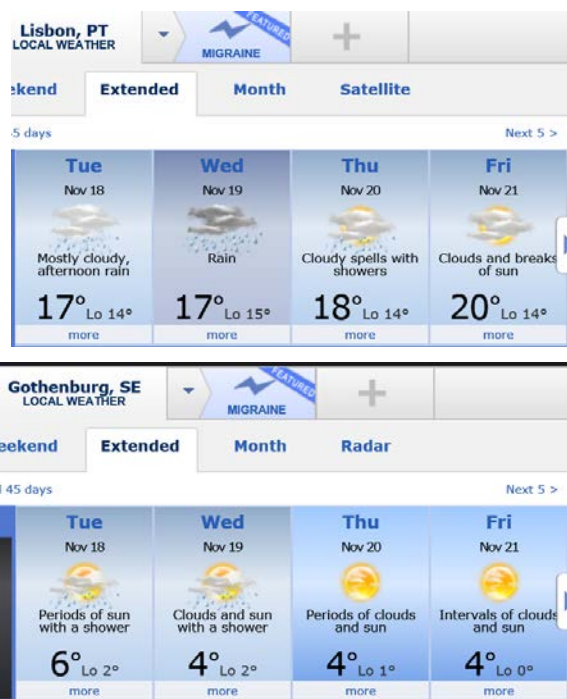 Lisbon, PT
LOCAL WEATHER
MIGRAINE
FEATURED
ekend Extended Month Satellite
5 days Next 5 >
Tue Wed Thu Fri
Nov 18 Nov 19 Nov 20 Nov 21
Mostly cloudy, afternoon rain Rain Cloudy spells with showers Clouds and breaks of sun
17° Lo 14° 17° Lo 15° 18° Lo 14° 20° Lo 14°
more more more more
Gothenburg, SE
LOCAL WEATHER
MIGRAINE
FEATURED
eekend Extended Month Radar
45 days Next 5 >
Tue Wed Thu Fri
Nov 18 Nov 19 Nov 20 Nov 21
Periods of sun with a shower Clouds and sun with a shower Periods of clouds and sun Intervals of clouds and sun
6° Lo 2° 4° Lo 2° 4° Lo 1° 4° Lo 0°
more more more more